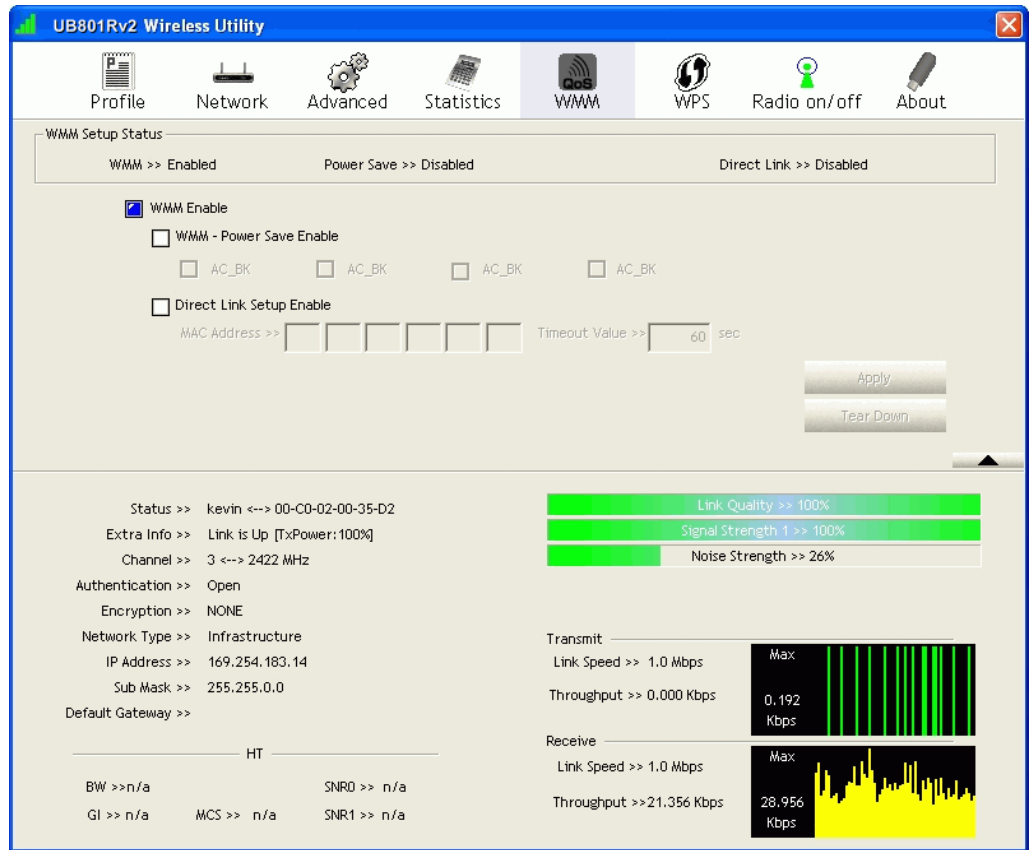 UB801Rv2 Wireless Utility
Profile Network Advanced Statistics QoS WMM WPS Radio on/off About
WMM Setup Status
WMM >> Enabled Power Save >> Disabled Direct Link >> Disabled
WMM Enable
WMM - Power Save Enable
AC_BK AC_BK AC_BK AC_BK
Direct Link Setup Enable
MAC Address >> Timeout Value >> 60 sec
Apply
Tear Down
Status >> kevin <--> 00-C0-02-00-35-D2
Extra Info >> Link is Up [TxPower:100%]
Channel >> 3 <--> 2422 MHz
Authentication >> Open
Encryption >> NONE
Network Type >> Infrastructure
IP Address >> 169.254.183.14
Sub Mask >> 255.255.0.0
Default Gateway >>
HT
BW >>n/a SNR0 >> n/a
GI >> n/a MCS >> n/a SNR1 >> n/a
Link Quality >> 100%
Signal Strength 1 >> 100%
Noise Strength >> 26%
Transmit
Link Speed >> 1.0 Mbps
Throughput >> 0.000 Kbps
Max
0.192
Kbps
Receive
Link Speed >> 1.0 Mbps
Throughput >>21.356 Kbps
Max
28.956
Kbps